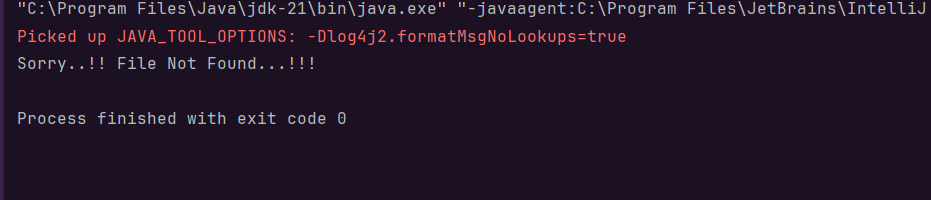 "C:\Program Files\Java\jdk-21\bin\java.exe" "-javaagent:C:\Program Files\JetBrains\IntelliJ
Picked up JAVA_TOOL_OPTIONS: -Dlog4j2.formatMsgNoLookups=true
Sorry..!! File Not Found...!!!
Process finished with exit code 0